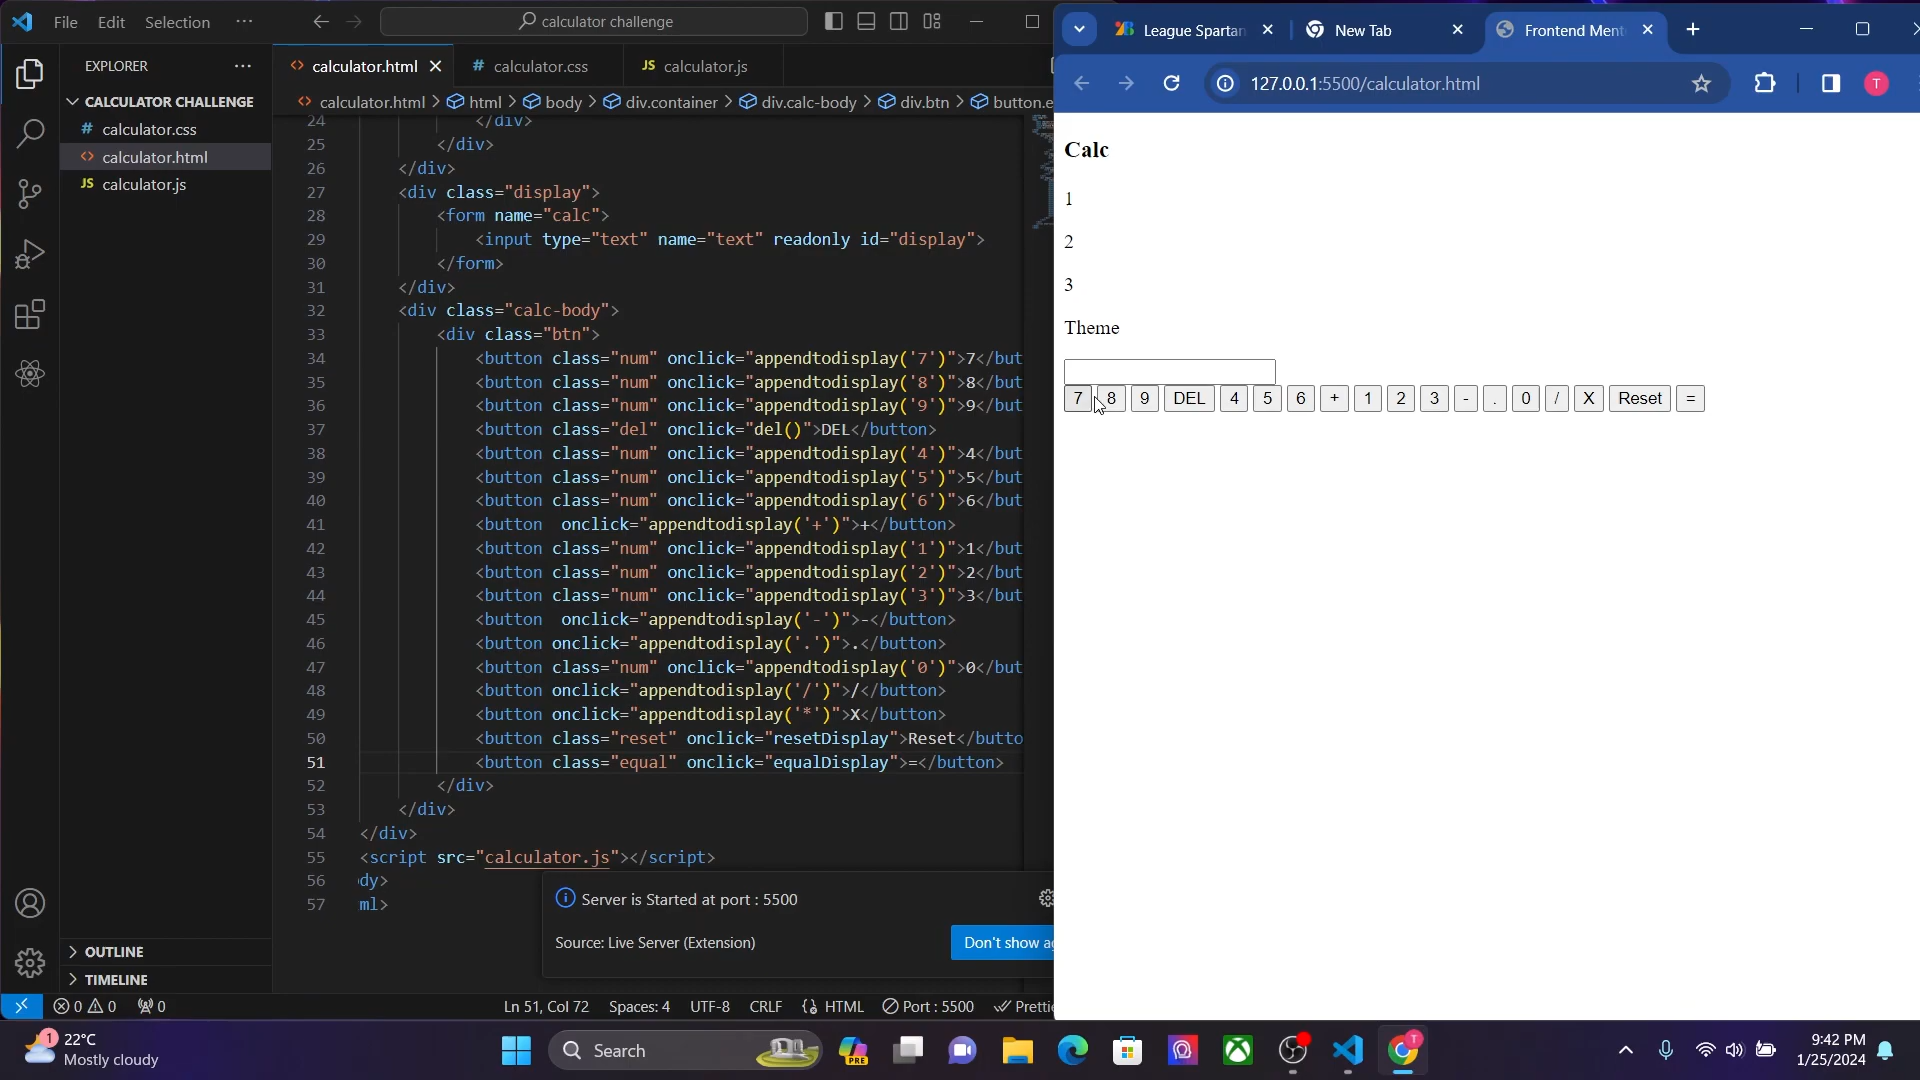 File Edit Selection ···
calculator challenge
EXPLORER ···
CALCULATOR CHALLENGE
# calculator.css
<> calculator.html
JS calculator.js
OUTLINE
TIMELINE
<> calculator.html
# calculator.css
JS calculator.js
<> calculator.html > html > body > div.container > div.calc-body > div.btn > button.e
24 </div>
25 </div>
26 </div>
27 <div class="display">
28 <form name="calc">
29 <input type="text" name="text" readonly id="display">
30 </form>
31 </div>
32 <div class="calc-body">
33 <div class="btn">
34 <button class="num" onclick="appendtodisplay('7')">7</but
35 <button class="num" onclick="appendtodisplay('8')">8</but
36 <button class="num" onclick="appendtodisplay('9')">9</but
37 <button class="del" onclick="del()">DEL</button>
38 <button class="num" onclick="appendtodisplay('4')">4</but
39 <button class="num" onclick="appendtodisplay('5')">5</but
40 <button class="num" onclick="appendtodisplay('6')">6</but
41 <button  onclick="appendtodisplay('+')">+</button>
42 <button class="num" onclick="appendtodisplay('1')">1</but
43 <button class="num" onclick="appendtodisplay('2')">2</but
44 <button class="num" onclick="appendtodisplay('3')">3</but
45 <button  onclick="appendtodisplay('-')">-</button>
46 <button onclick="appendtodisplay('.')">.</button>
47 <button class="num" onclick="appendtodisplay('0')">0</but
48 <button onclick="appendtodisplay('/')">/</button>
49 <button onclick="appendtodisplay('*')">X</button>
50 <button class="reset" onclick="resetDisplay">Reset</butto
51 <button class="equal" onclick="equalDisplay">=</button>
52 </div>
53 </div>
54 </div>
55 <script src="calculator.js"></script>
56 dy>
57 ml>
Server is Started at port : 5500
Source: Live Server (Extension)
Don't show ag
0 0 0
Ln 51, Col 72 Spaces: 4 UTF-8 CRLF HTML Port : 5500 Prettie
League Spartan
New Tab
Frontend Ment
127.0.0.1:5500/calculator.html
T
Calc
1
2
3
Theme
7 8 9 DEL 4 5 6 + 1 2 3 - . 0 / X Reset =
1
22°C
Mostly cloudy
Search
PRE
T
9:42 PM
1/25/2024